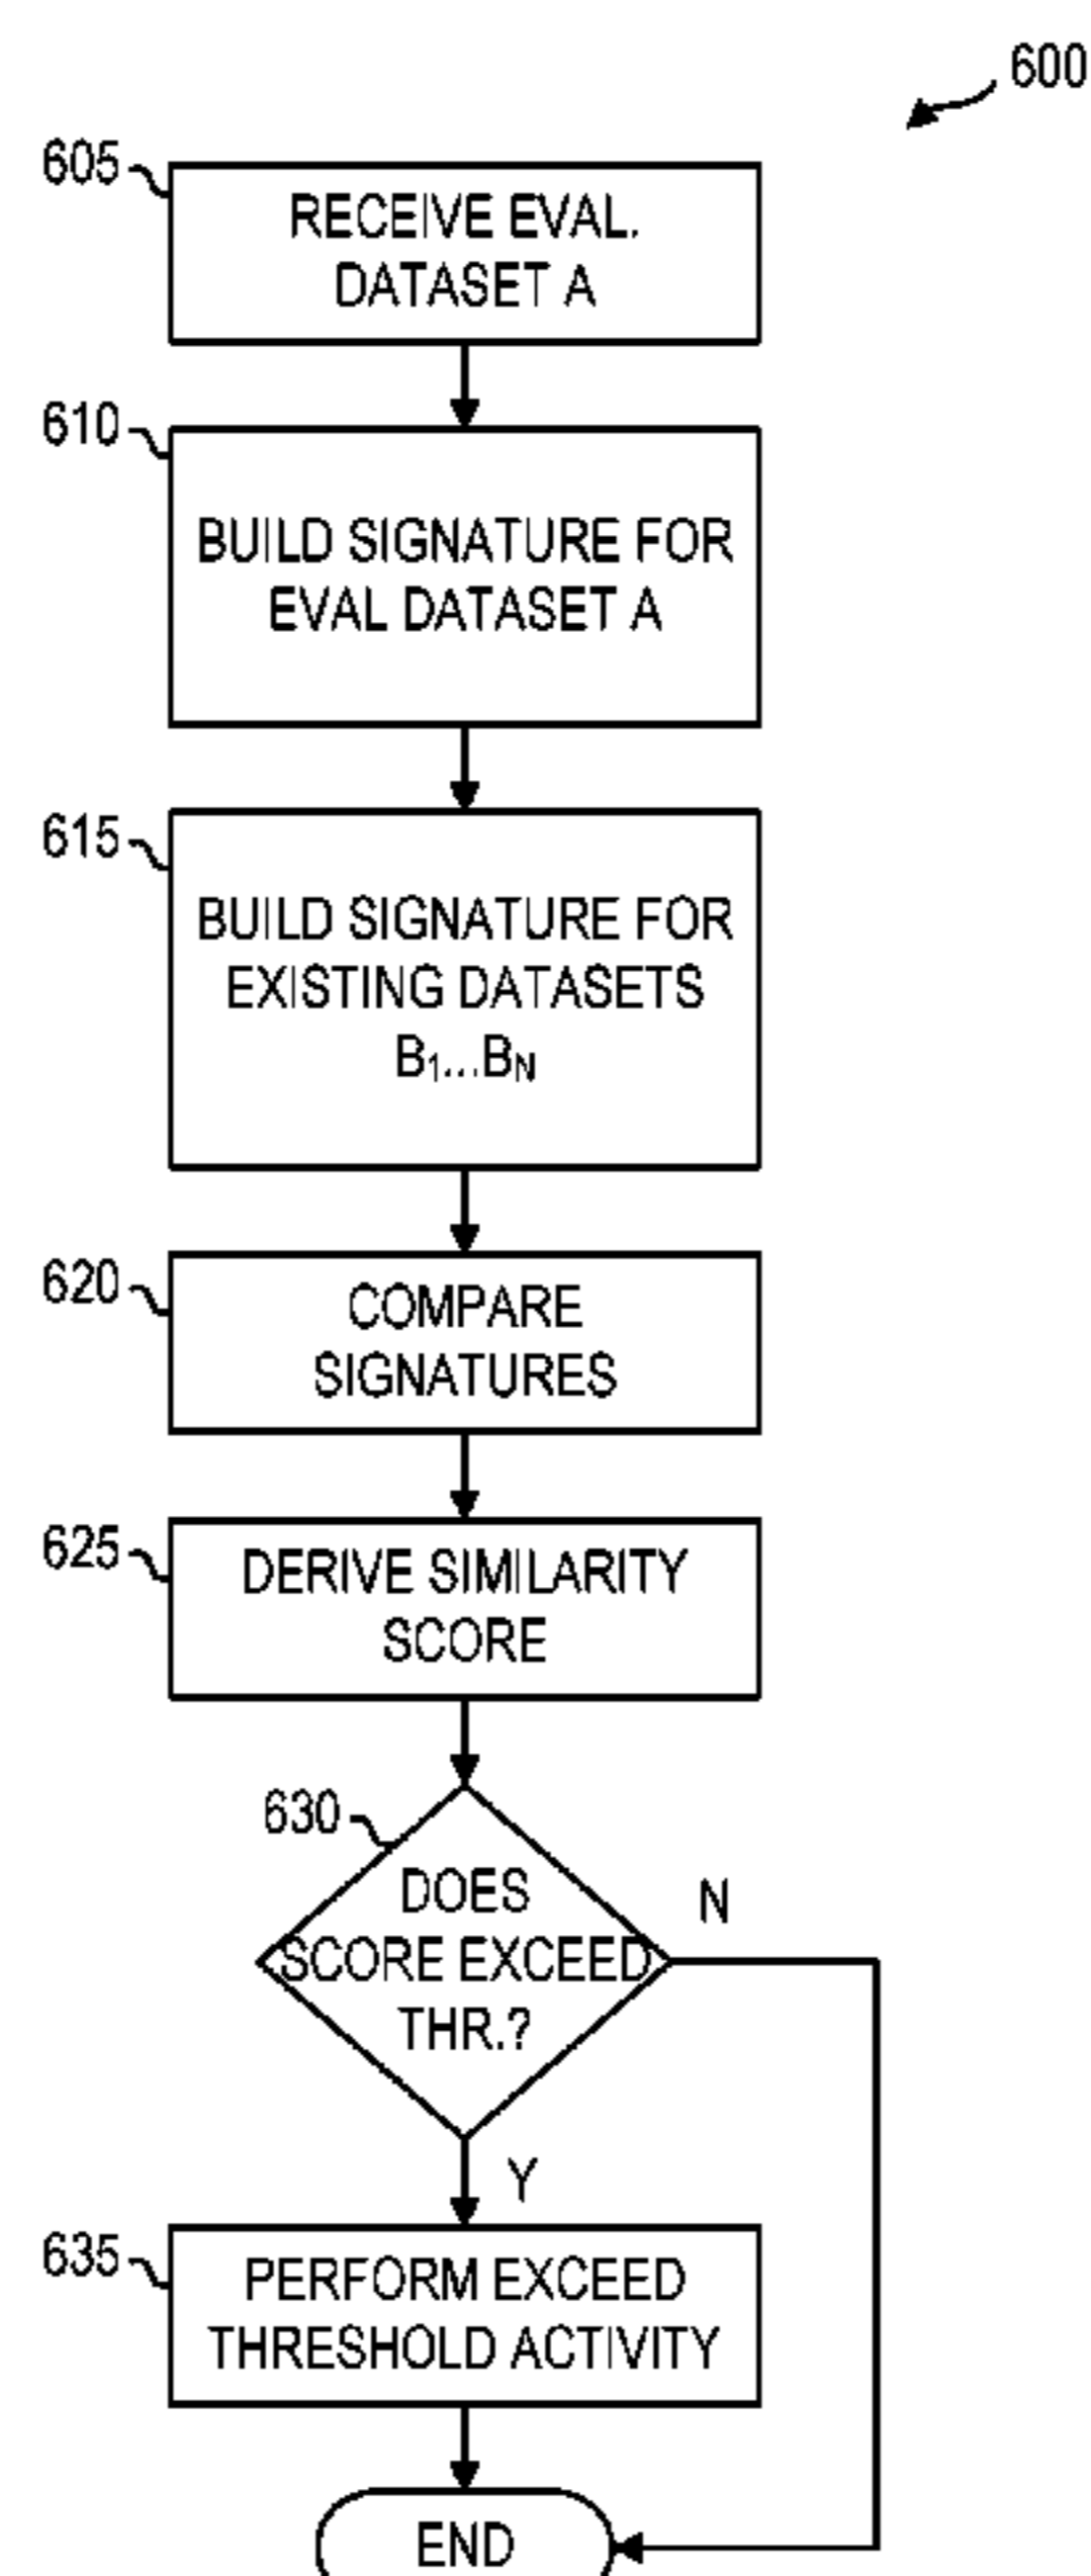 600
605
RECEIVE EVAL.
DATASET A
610
BUILD SIGNATURE FOR
EVAL DATASET A
615
BUILD SIGNATURE FOR
EXISTING DATASETS
B₁...B_N
620
COMPARE
SIGNATURES
625
DERIVE SIMILARITY
SCORE
630
DOES
SCORE EXCEED
THR.?
N
Y
635
PERFORM EXCEED
THRESHOLD ACTIVITY
END